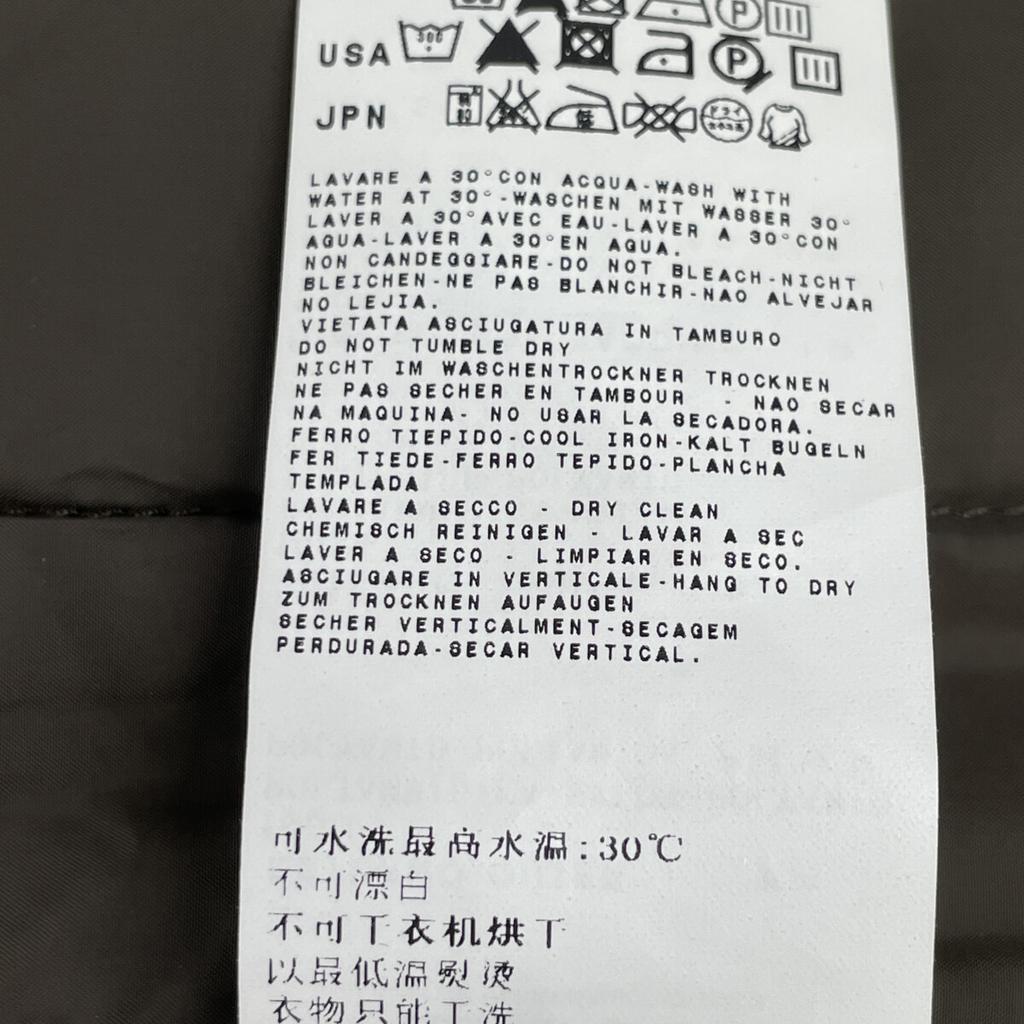 USA
JPN
LAVARE A 30°CON ACQUA-WASH WITH
WATER AT 30°-WASCHEN MIT WASSER 30°
LAVER A 30°AVEC EAU-LAVER A 30°CON
AGUA-LAVER A 30°EN AGUA.
NON CANDEGGIARE-DO NOT BLEACH-NICHT
BLEICHEN-NE PAS BLANCHIR-NAO ALVEJAR
NO LEJIA.
VIETATA ASCIUGATURA IN TAMBURO
DO NOT TUMBLE DRY
NICHT IM WASCHENTROCKNER TROCKNEN
NE PAS SECHER EN TAMBOUR - NAO SECAR
NA MAQUINA- NO USAR LA SECADORA.
FERRO TIEPIDO-COOL IRON-KALT BUGELN
FER TIEDE-FERRO TEPIDO-PLANCHA
TEMPLADA
LAVARE A SECCO - DRY CLEAN
CHEMISCH REINIGEN - LAVAR A SEC
LAVER A SECO - LIMPIAR EN SECO.
ASCIUGARE IN VERTICALE-HANG TO DRY
ZUM TROCKNEN AUFAUGEN
SECHER VERTICALMENT-SECAGEM
PERDURADA-SECAR VERTICAL.
可水洗最高水温:30℃
不可漂白
不可干衣机烘干
以最低温熨烫
衣物只能干洗